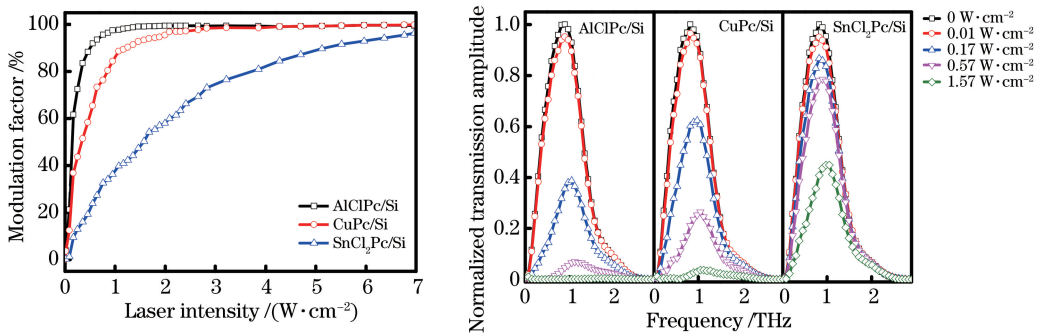 Modulation factor /%
100
80
60
40
20
0
AlClPc/Si
CuPc/Si
SnCl₂Pc/Si
0 1 2 3 4 5 6 7
Laser intensity /(W·cm⁻²)
Normalized transmission amplitude
1.0
0.8
0.6
0.4
0.2
0
AlClPc/Si
CuPc/Si
SnCl₂Pc/Si
0 1 2 0 1 2 0 1 2
Frequency /THz
0 W·cm⁻²
0.01 W·cm⁻²
0.17 W·cm⁻²
0.57 W·cm⁻²
1.57 W·cm⁻²